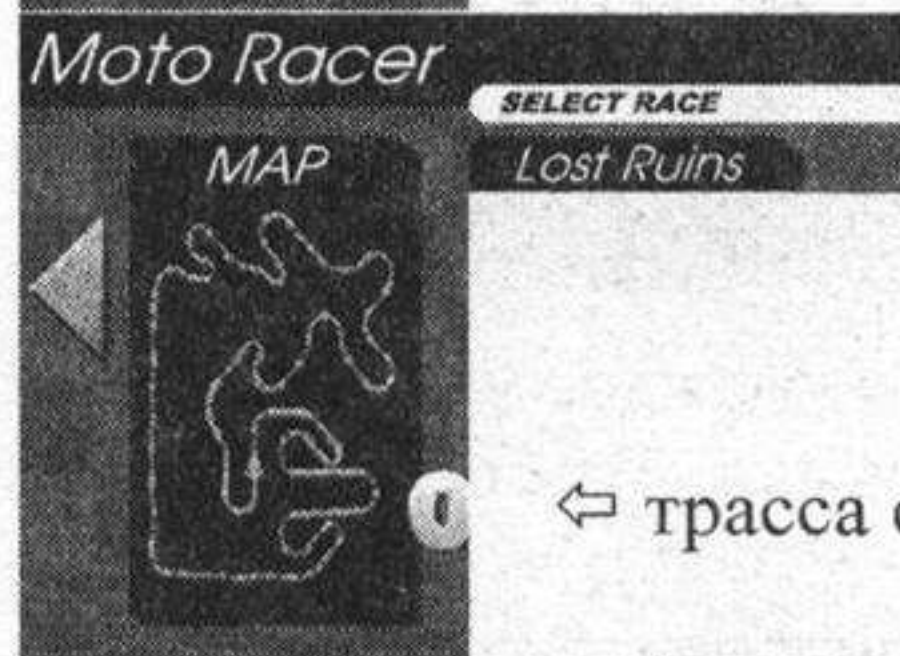 Moto Racer
SELECT RACE
MAP
Lost Ruins
⇦ трасса